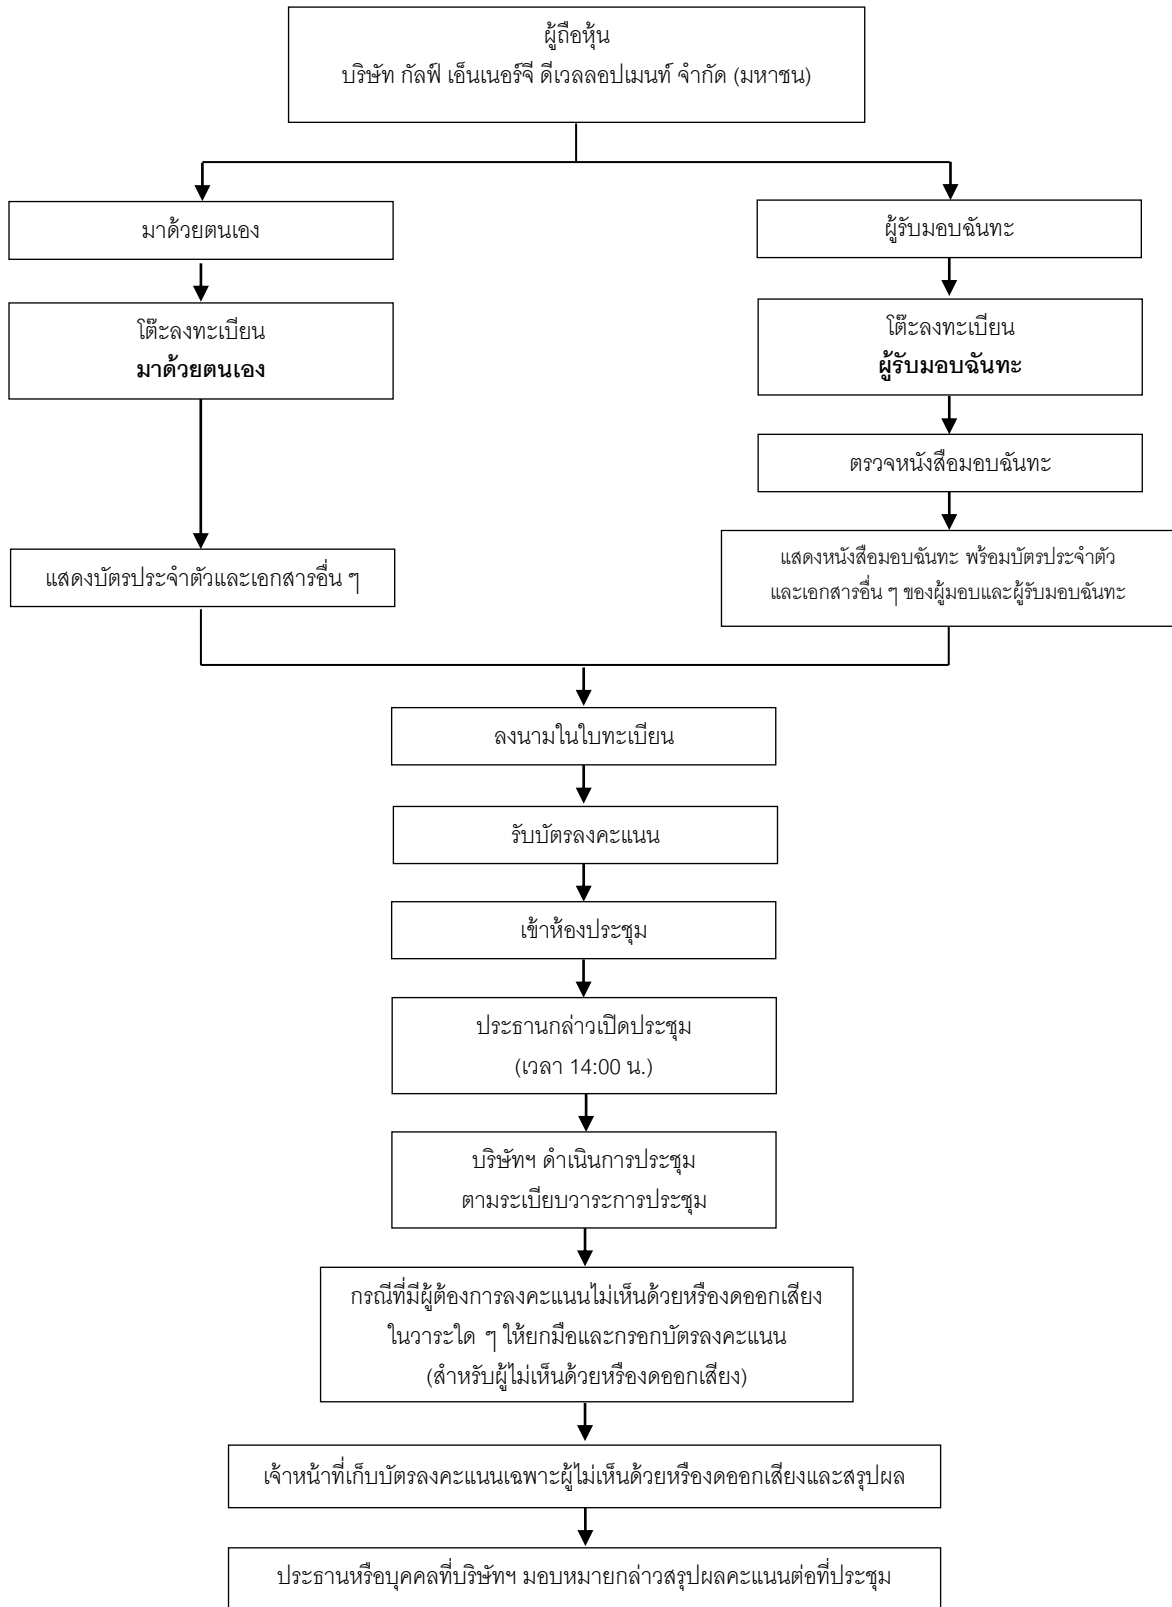 ผู้ถือหุ้น
บริษัท กัลฟ์ เอ็นเนอร์จี ดีเวลลอปเมนท์ จำกัด (มหาชน)
มาด้วยตนเอง
โต๊ะลงทะเบียน
มาด้วยตนเอง
แสดงบัตรประจำตัวและเอกสารอื่น ๆ
ผู้รับมอบฉันทะ
โต๊ะลงทะเบียน
ผู้รับมอบฉันทะ
ตรวจหนังสือมอบฉันทะ
แสดงหนังสือมอบฉันทะ พร้อมบัตรประจำตัว
และเอกสารอื่น ๆ ของผู้มอบและผู้รับมอบฉันทะ
ลงนามในใบทะเบียน
รับบัตรลงคะแนน
เข้าห้องประชุม
ประธานกล่าวเปิดประชุม
(เวลา 14:00 น.)
บริษัทฯ ดำเนินการประชุม
ตามระเบียบวาระการประชุม
กรณีที่มีผู้ต้องการลงคะแนนไม่เห็นด้วยหรืองดออกเสียง
ในวาระใด ๆ ให้ยกมือและกรอกบัตรลงคะแนน
(สำหรับผู้ไม่เห็นด้วยหรืองดออกเสียง)
เจ้าหน้าที่เก็บบัตรลงคะแนนเฉพาะผู้ไม่เห็นด้วยหรืองดออกเสียงและสรุปผล
ประธานหรือบุคคลที่บริษัทฯ มอบหมายกล่าวสรุปผลคะแนนต่อที่ประชุม